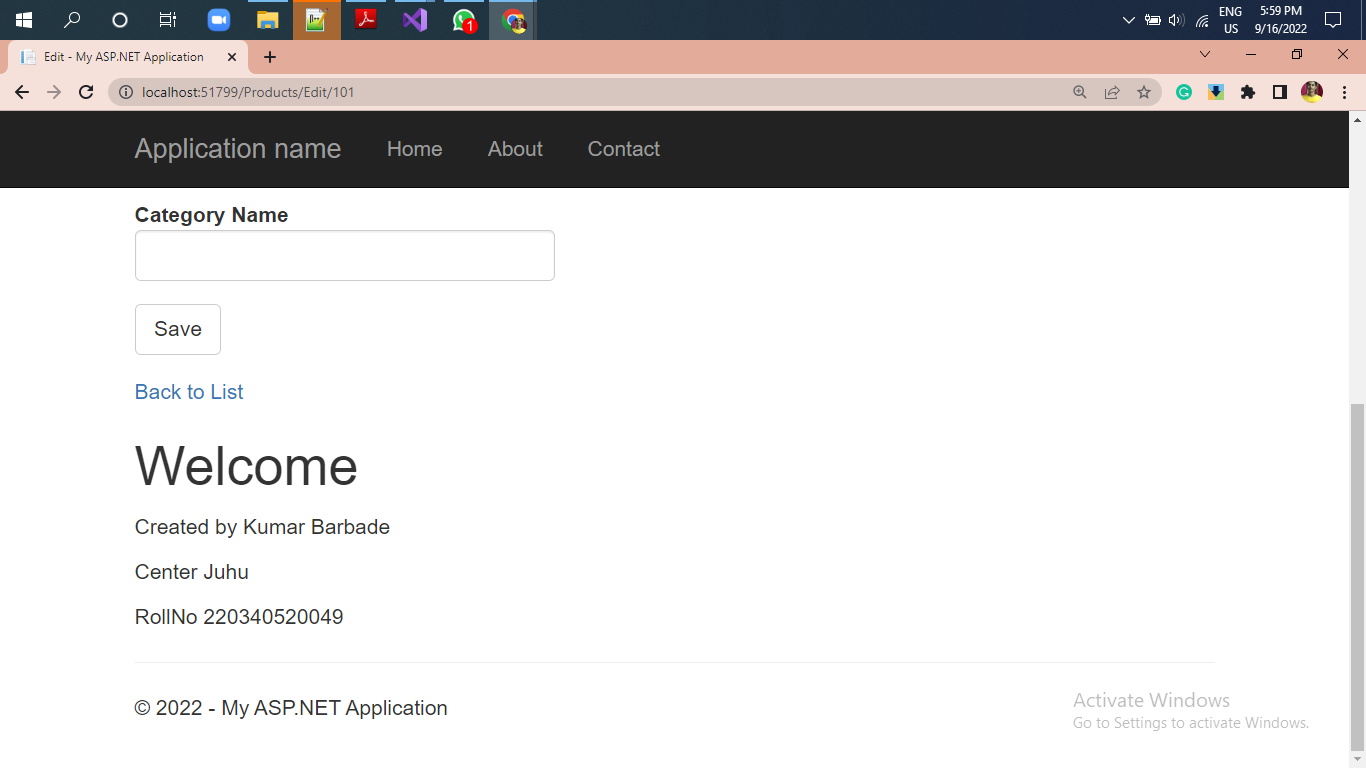 ENG
5:59 PM
US
9/16/2022
1
Edit - My ASP.NET Application
localhost:51799/Products/Edit/101
Application name Home About Contact
Category Name
Save
Back to List
Welcome
Created by Kumar Barbade
Center Juhu
RollNo 220340520049
© 2022 - My ASP.NET Application
Activate Windows
Go to Settings to activate Windows.